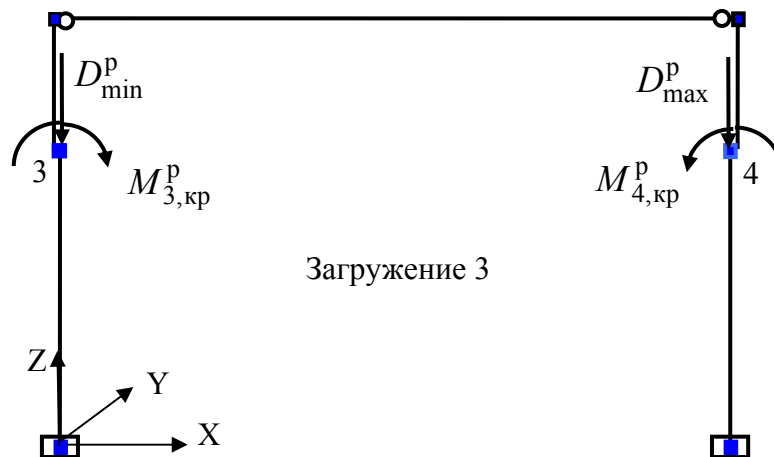 D^р_min
D^р_max
3
M^р_3,кр
M^р_4,кр
4
Загружение 3
Z
Y
X